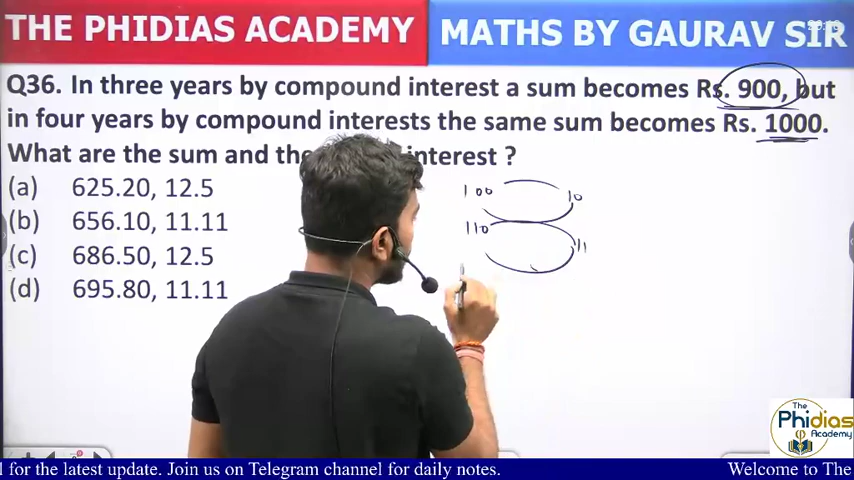 THE PHIDIAS ACADEMY
MATHS BY GAURAV SIR
Q36. In three years by compound interest a sum becomes Rs. 900, but
in four years by compound interests the same sum becomes Rs. 1000.
What are the sum and the interest ?
(a) 625.20, 12.5
(b) 656.10, 11.11
(c) 686.50, 12.5
(d) 695.80, 11.11
100 10
110 11
The
Phidias
Academy
l for the latest update. Join us on Telegram channel for daily notes. Welcome to The